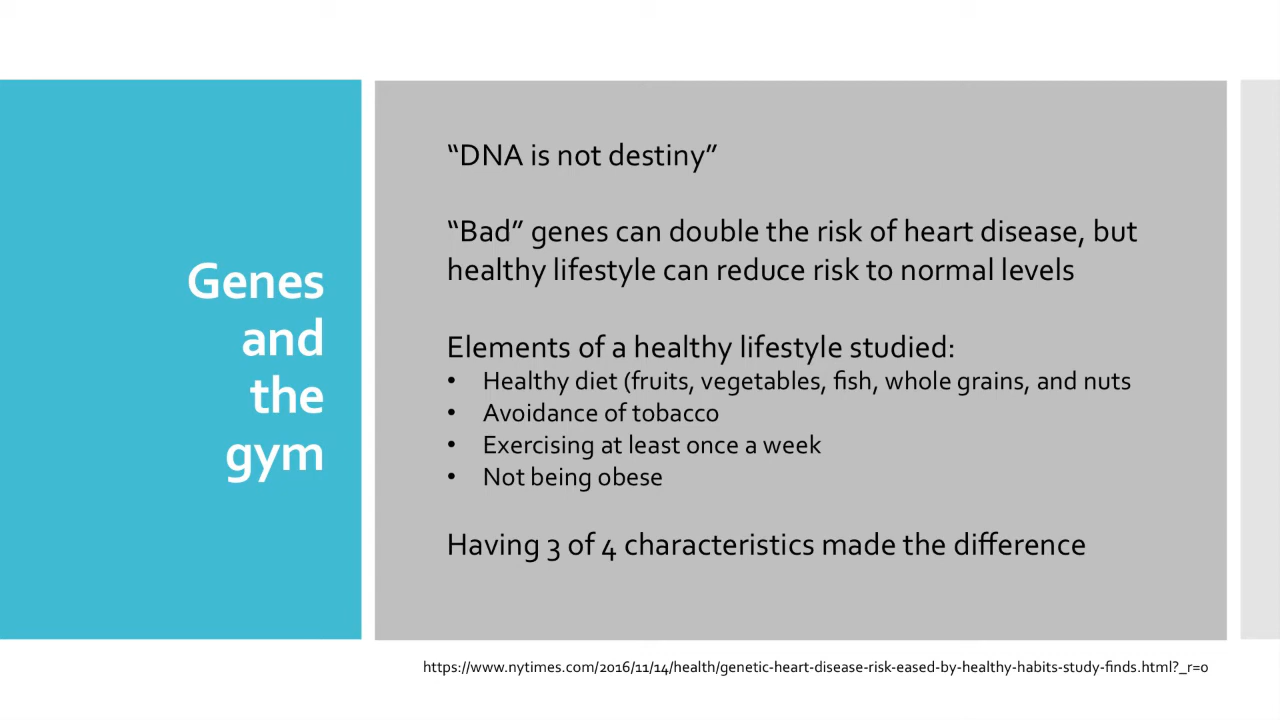 Genes
and
the
gym
“DNA is not destiny”
“Bad” genes can double the risk of heart disease, but
healthy lifestyle can reduce risk to normal levels
Elements of a healthy lifestyle studied:
• Healthy diet (fruits, vegetables, fish, whole grains, and nuts
• Avoidance of tobacco
• Exercising at least once a week
• Not being obese
Having 3 of 4 characteristics made the difference
https://www.nytimes.com/2016/11/14/health/genetic-heart-disease-risk-eased-by-healthy-habits-study-finds.html?_r=0